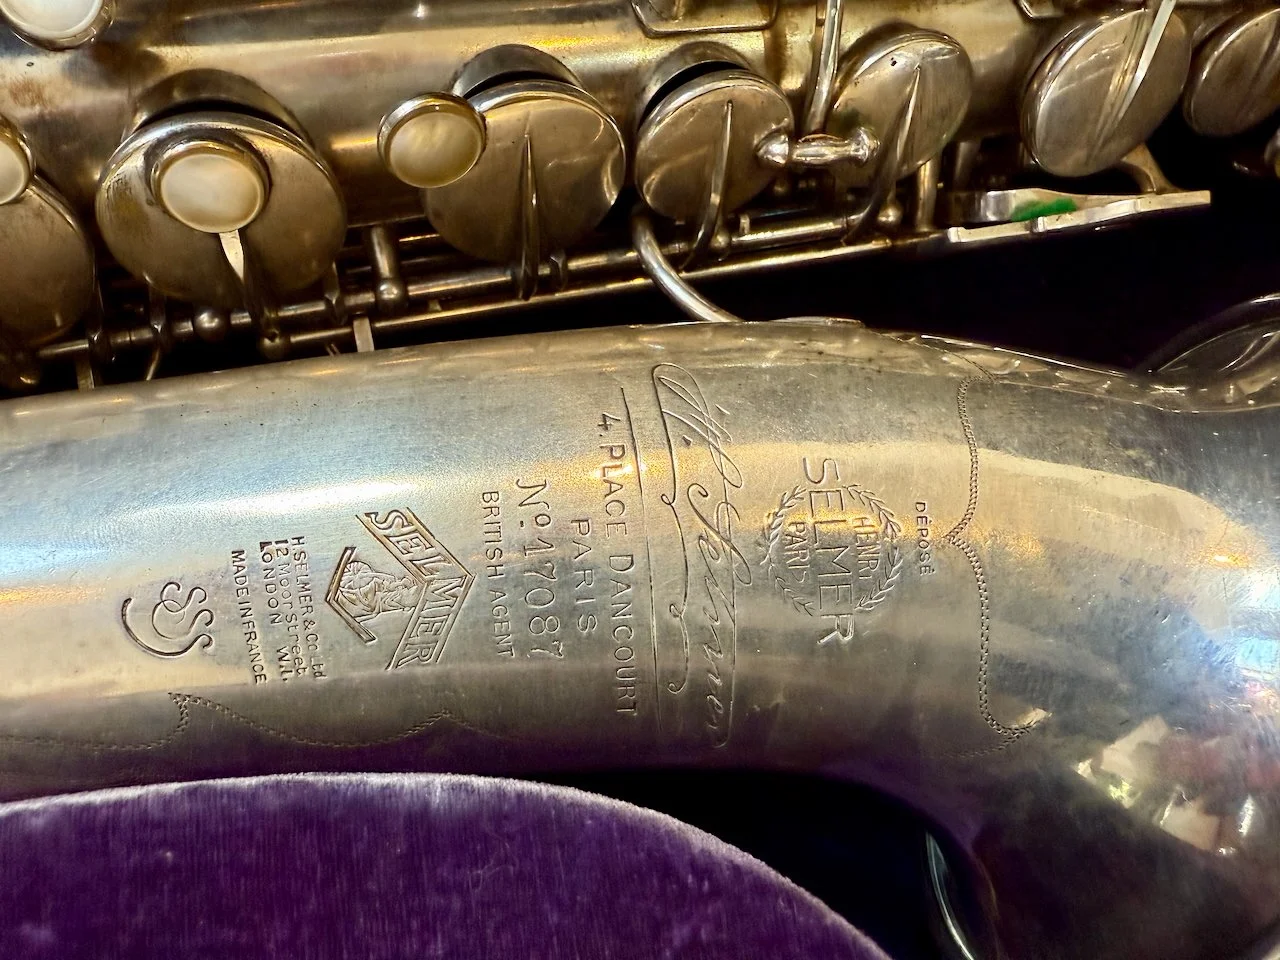 DÉPOSÉ
HENRI
SELMER
PARIS
H. Selmer
4. PLACE DANCOURT
PARIS
No. 17087
BRITISH AGENT
SELMER
H.SELMER & Co. Ltd
12 Moor Street
LONDON W.1.
MADE IN FRANCE
SSS